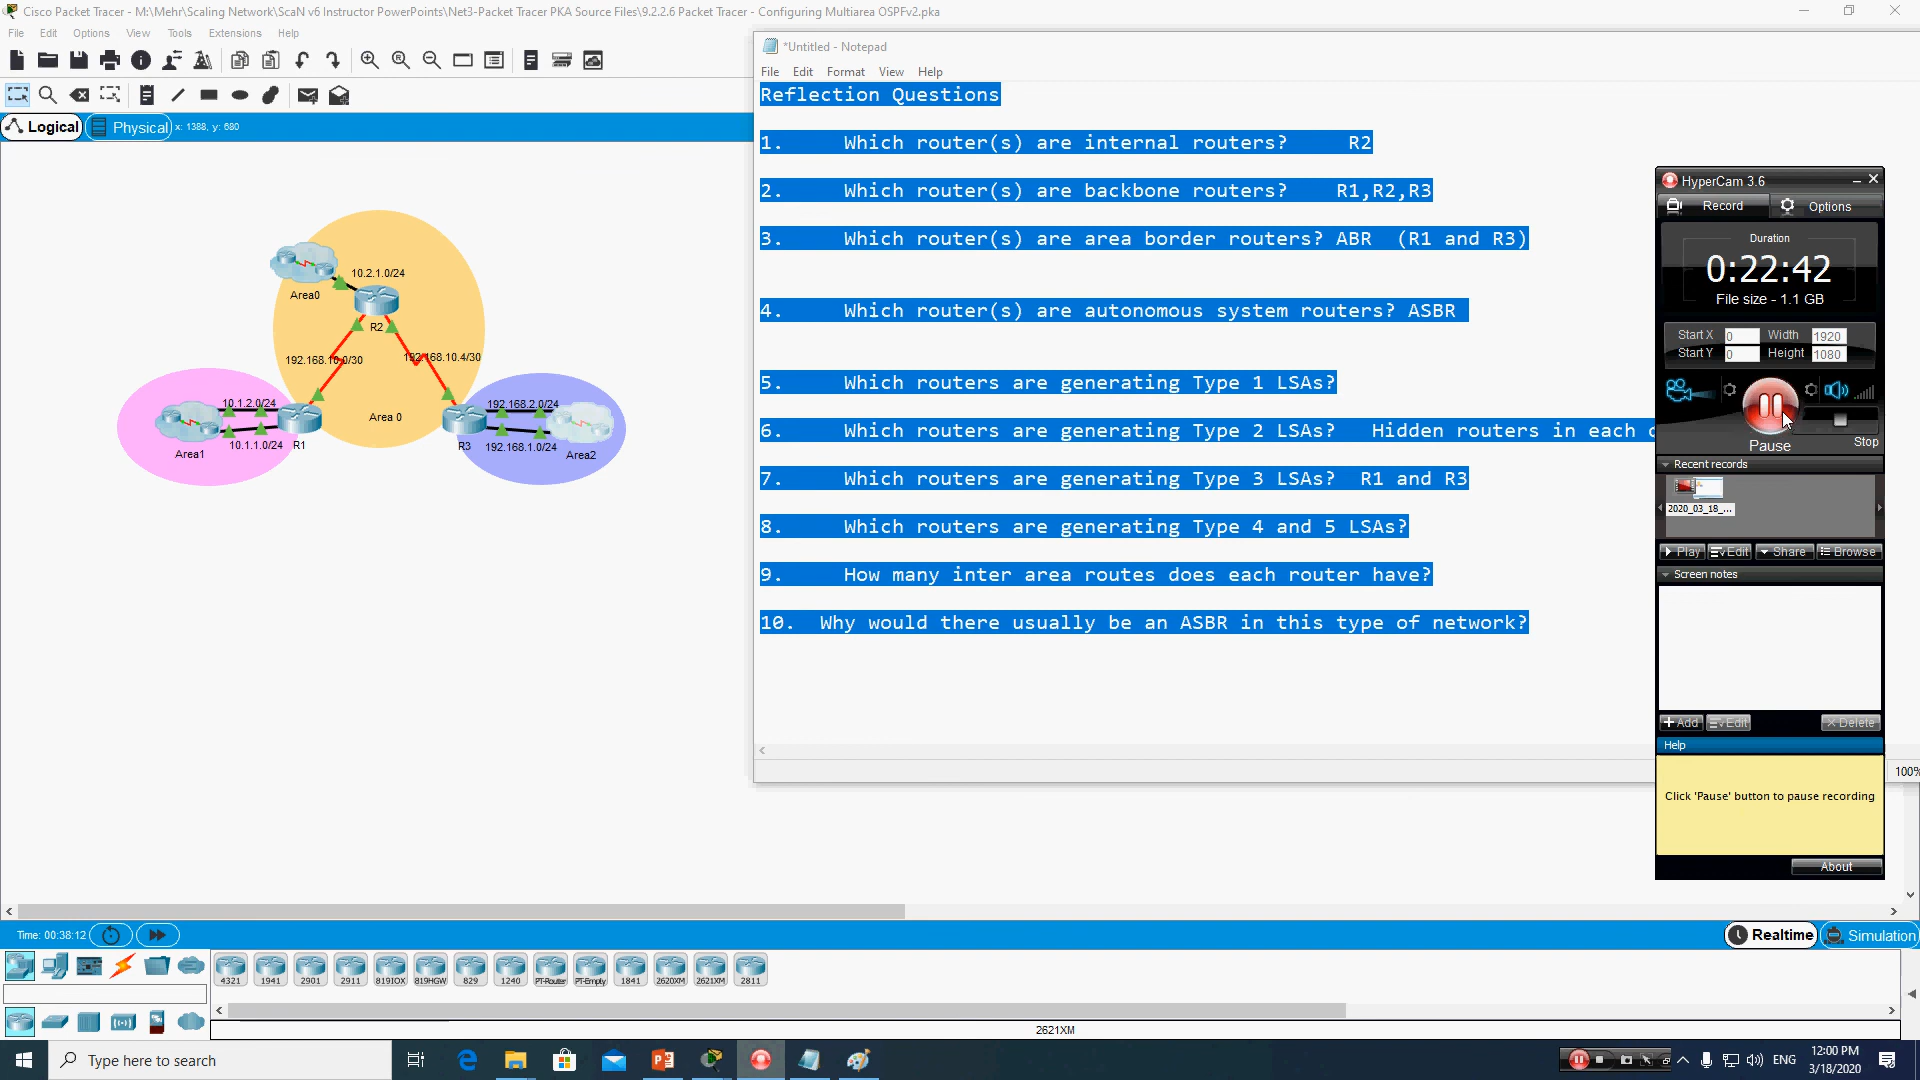 Cisco Packet Tracer - M:\Mehr\Scaling Network\ScaN v6 Instructor PowerPoints\Net3-Packet Tracer PKA Source Files\9.2.2.6 Packet Tracer - Configuring Multiarea OSPFv2.pka
File Edit Options View Tools Extensions Help
Logical Physical x: 1388, y: 680
10.2.1.0/24
Area0
R2
192.168.10.0/30
192.168.10.4/30
10.1.2.0/24
192.168.2.0/24
Area 0
10.1.1.0/24
R1
R3
192.168.1.0/24
Area1
Area2
*Untitled - Notepad
File Edit Format View Help
Reflection Questions
1. Which router(s) are internal routers? R2
2. Which router(s) are backbone routers? R1,R2,R3
3. Which router(s) are area border routers? ABR (R1 and R3)
4. Which router(s) are autonomous system routers? ASBR
5. Which routers are generating Type 1 LSAs?
6. Which routers are generating Type 2 LSAs? Hidden routers in each
7. Which routers are generating Type 3 LSAs? R1 and R3
8. Which routers are generating Type 4 and 5 LSAs?
9. How many inter area routes does each router have?
10. Why would there usually be an ASBR in this type of network?
100%
HyperCam 3.6
Record Options
Duration
0:22:42
File size - 1.1 GB
Start X 0 Width 1920
Start Y 0 Height 1080
Pause
Stop
Recent records
2020_03_18_...
Play Edit Share Browse
Screen notes
Add Edit Delete
Help
Click 'Pause' button to pause recording
About
Time: 00:38:12
Realtime Simulation
4321 1941 2901 2911 819IOX 819HGW 829 1240 PT-Router PT-Empty 1841 2620XM 2621XM 2811
2621XM
Type here to search
ENG
12:00 PM
3/18/2020